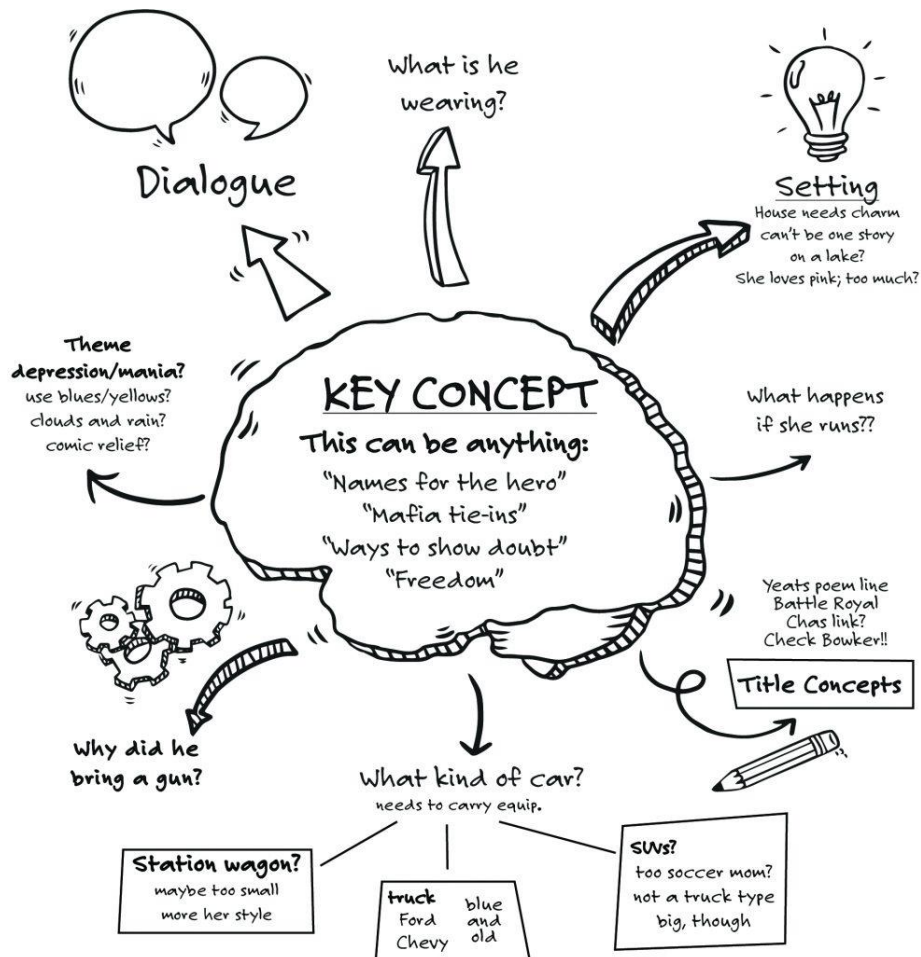 What is he
wearing?
Dialogue
Setting
House needs charm
can't be one story
on a lake?
She loves pink; too much?
Theme
depression/mania?
use blues/yellows?
clouds and rain?
comic relief?
KEY CONCEPT
This can be anything:
"Names for the hero"
"Mafia tie-ins"
"Ways to show doubt"
"Freedom"
What happens
if she runs??
Yeats poem line
Battle Royal
Chas link?
Check Bowker!!
Title Concepts
Why did he
bring a gun?
What kind of car?
needs to carry equip.
Station wagon?
maybe too small
more her style
truck
Ford
Chevy
blue
and
old
SUVs?
too soccer mom?
not a truck type
big, though